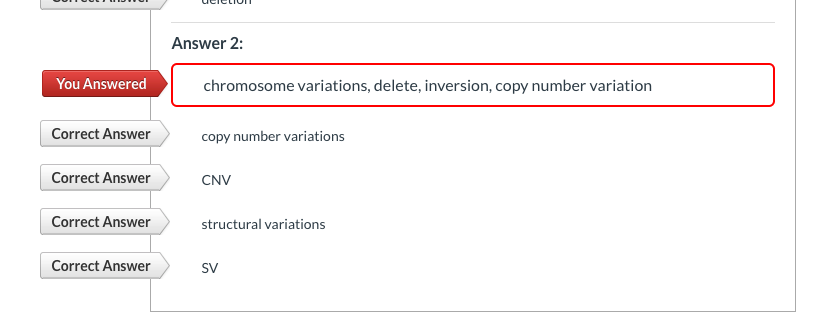 Correct Answer deletion
Answer 2:
You Answered chromosome variations, delete, inversion, copy number variation
Correct Answer copy number variations
Correct Answer CNV
Correct Answer structural variations
Correct Answer SV